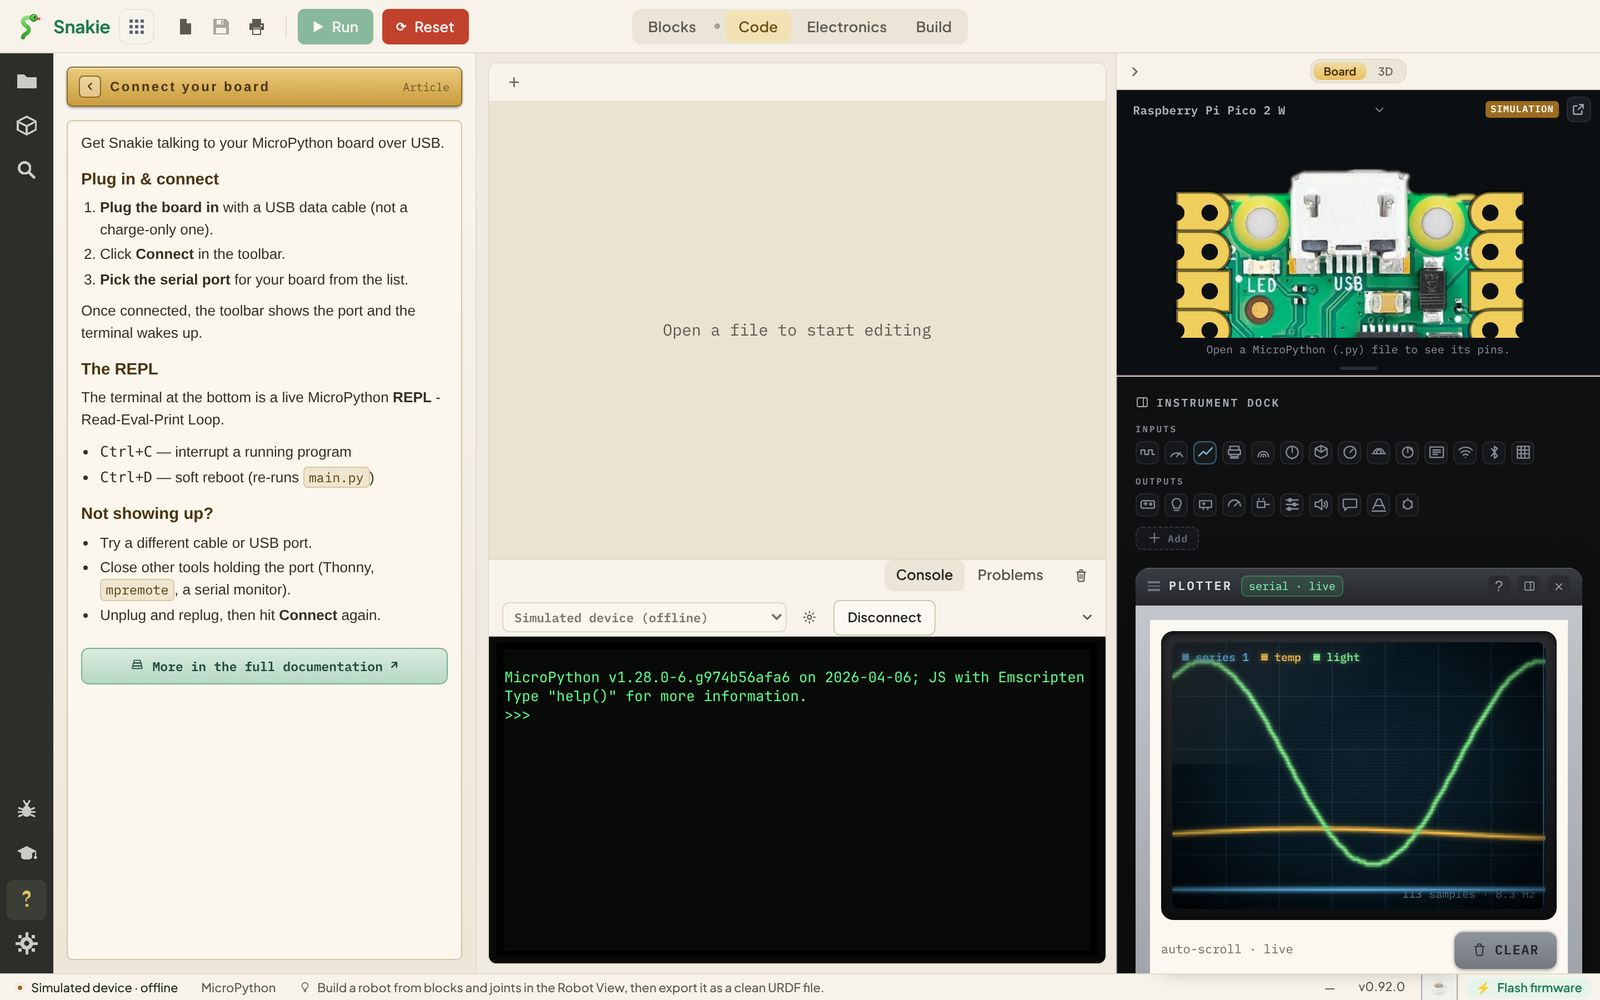 Snakie
Run
Reset
Blocks
Code
Electronics
Build
Connect your board
Article
Get Snakie talking to your MicroPython board over USB.
Plug in & connect
1. Plug the board in with a USB data cable (not a
charge-only one).
2. Click Connect in the toolbar.
3. Pick the serial port for your board from the list.
Once connected, the toolbar shows the port and the
terminal wakes up.
The REPL
The terminal at the bottom is a live MicroPython REPL -
Read-Eval-Print Loop.
• Ctrl+C — interrupt a running program
• Ctrl+D — soft reboot (re-runs main.py)
Not showing up?
• Try a different cable or USB port.
• Close other tools holding the port (Thonny,
mpremote, a serial monitor).
• Unplug and replug, then hit Connect again.
More in the full documentation ↗
Open a file to start editing
Console
Problems
Simulated device (offline)
Disconnect
MicroPython v1.28.0-6.g974b56afa6 on 2026-04-06; JS with Emscripten
Type "help()" for more information.
>>>
Board
3D
Raspberry Pi Pico 2 W
SIMULATION
LED
USB
Open a MicroPython (.py) file to see its pins.
INSTRUMENT DOCK
INPUTS
OUTPUTS
+ Add
PLOTTER
serial · live
?
series 1
temp
light
113 samples · 8.3 Hz
auto-scroll · live
CLEAR
Simulated device · offline
MicroPython
Build a robot from blocks and joints in the Robot View, then export it as a clean URDF file.
—
v0.92.0
Flash firmware